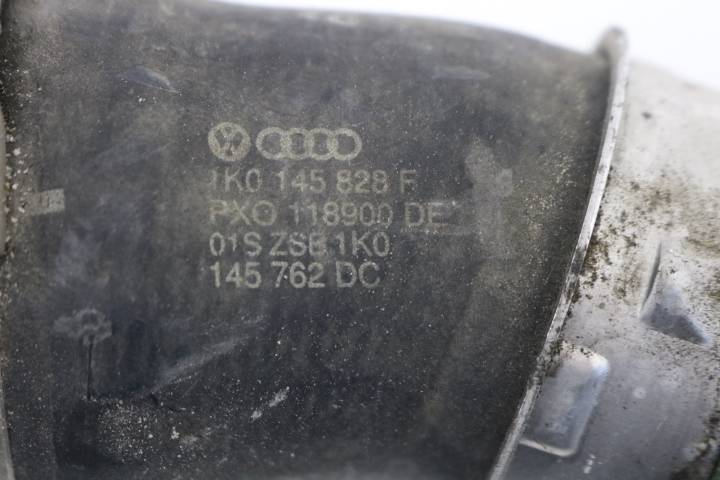 1K0 145 828 F
PXO 118900 DE
01S ZSB 1K0
145 762 DC